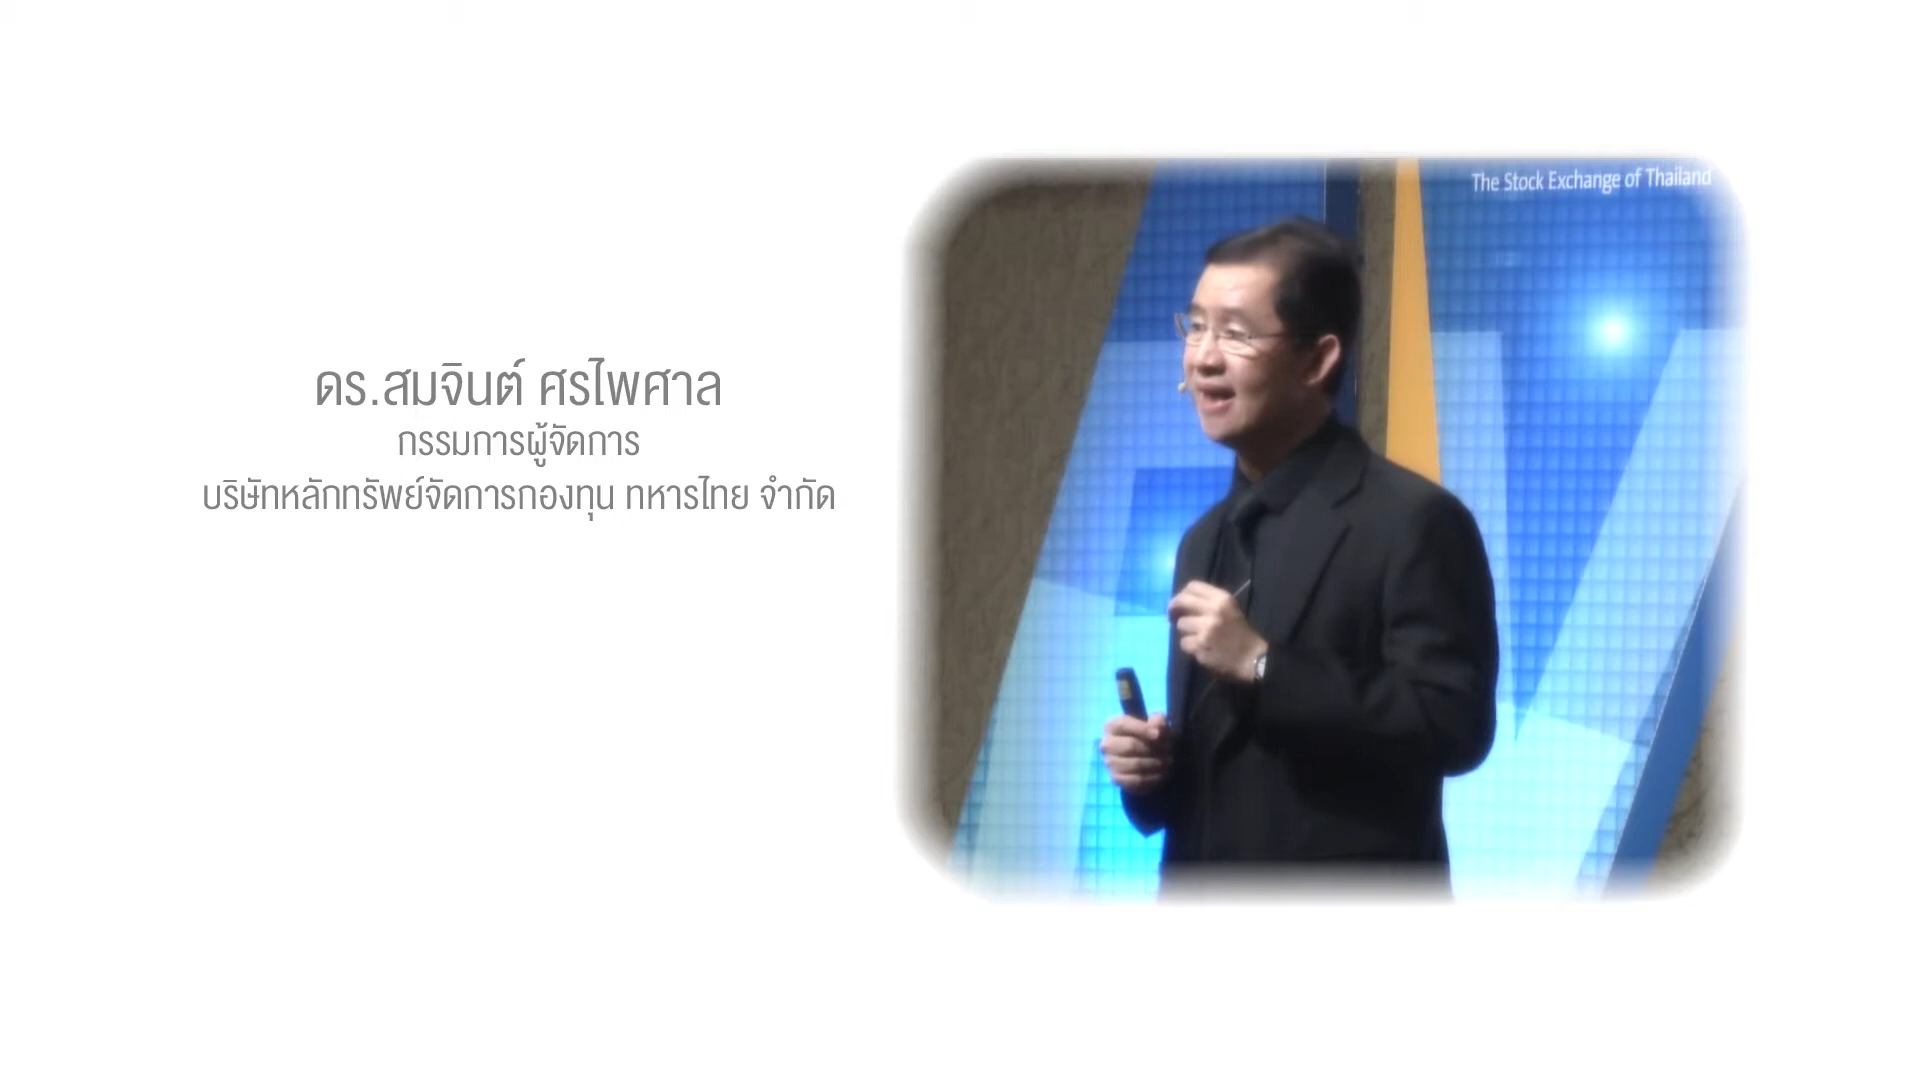 ดร.สมจินต์ ศรไพศาล
กรรมการผู้จัดการ
บริษัทหลักทรัพย์จัดการกองทุน ทหารไทย จำกัด
The Stock Exchange of Thailand